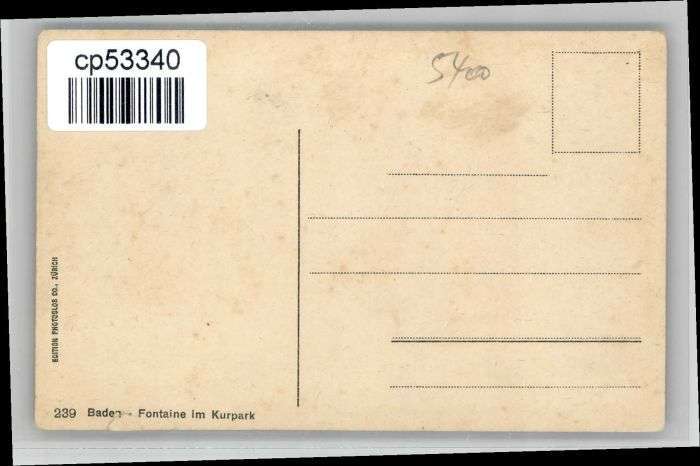 cp53340
5400
EDITION PHOTOGLOB CO., ZÜRICH
239 Baden - Fontaine im Kurpark